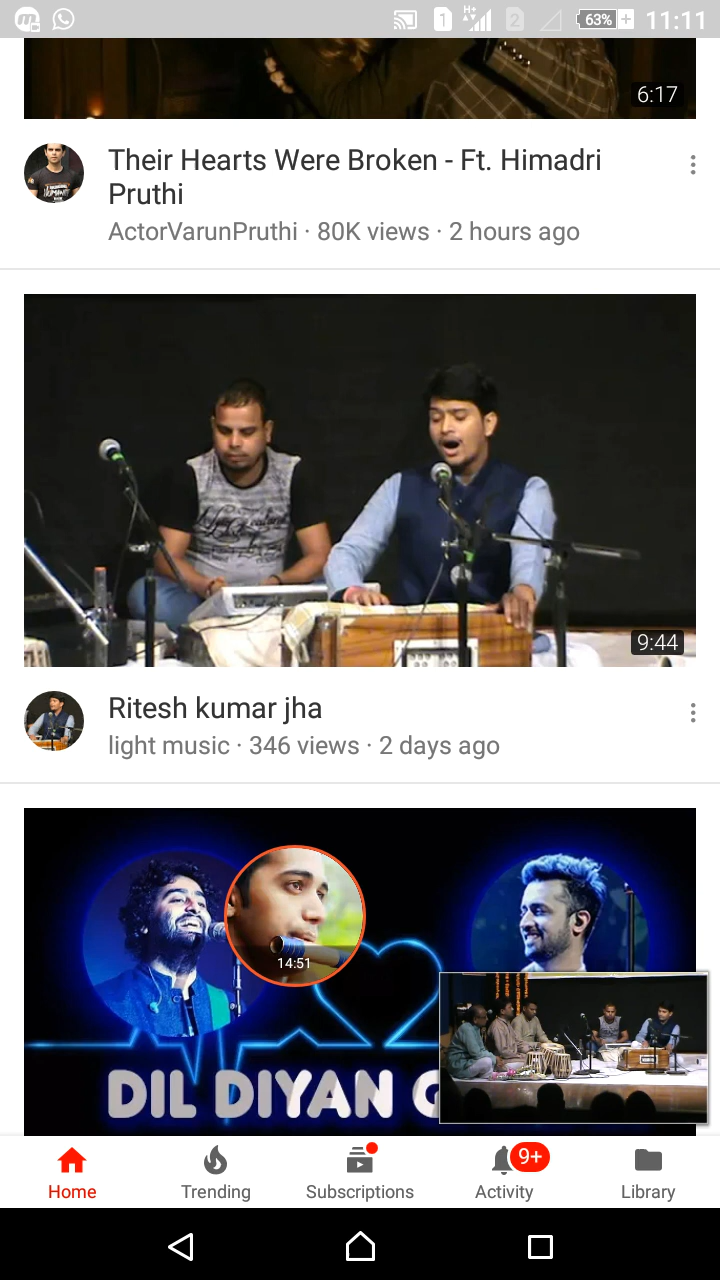 1 2 63% 11:11
6:17
Their Hearts Were Broken - Ft. Himadri
Pruthi
ActorVarunPruthi · 80K views · 2 hours ago
9:44
Ritesh kumar jha
light music · 346 views · 2 days ago
14:51
DIL DIYAN G
9+
Home Trending Subscriptions Activity Library